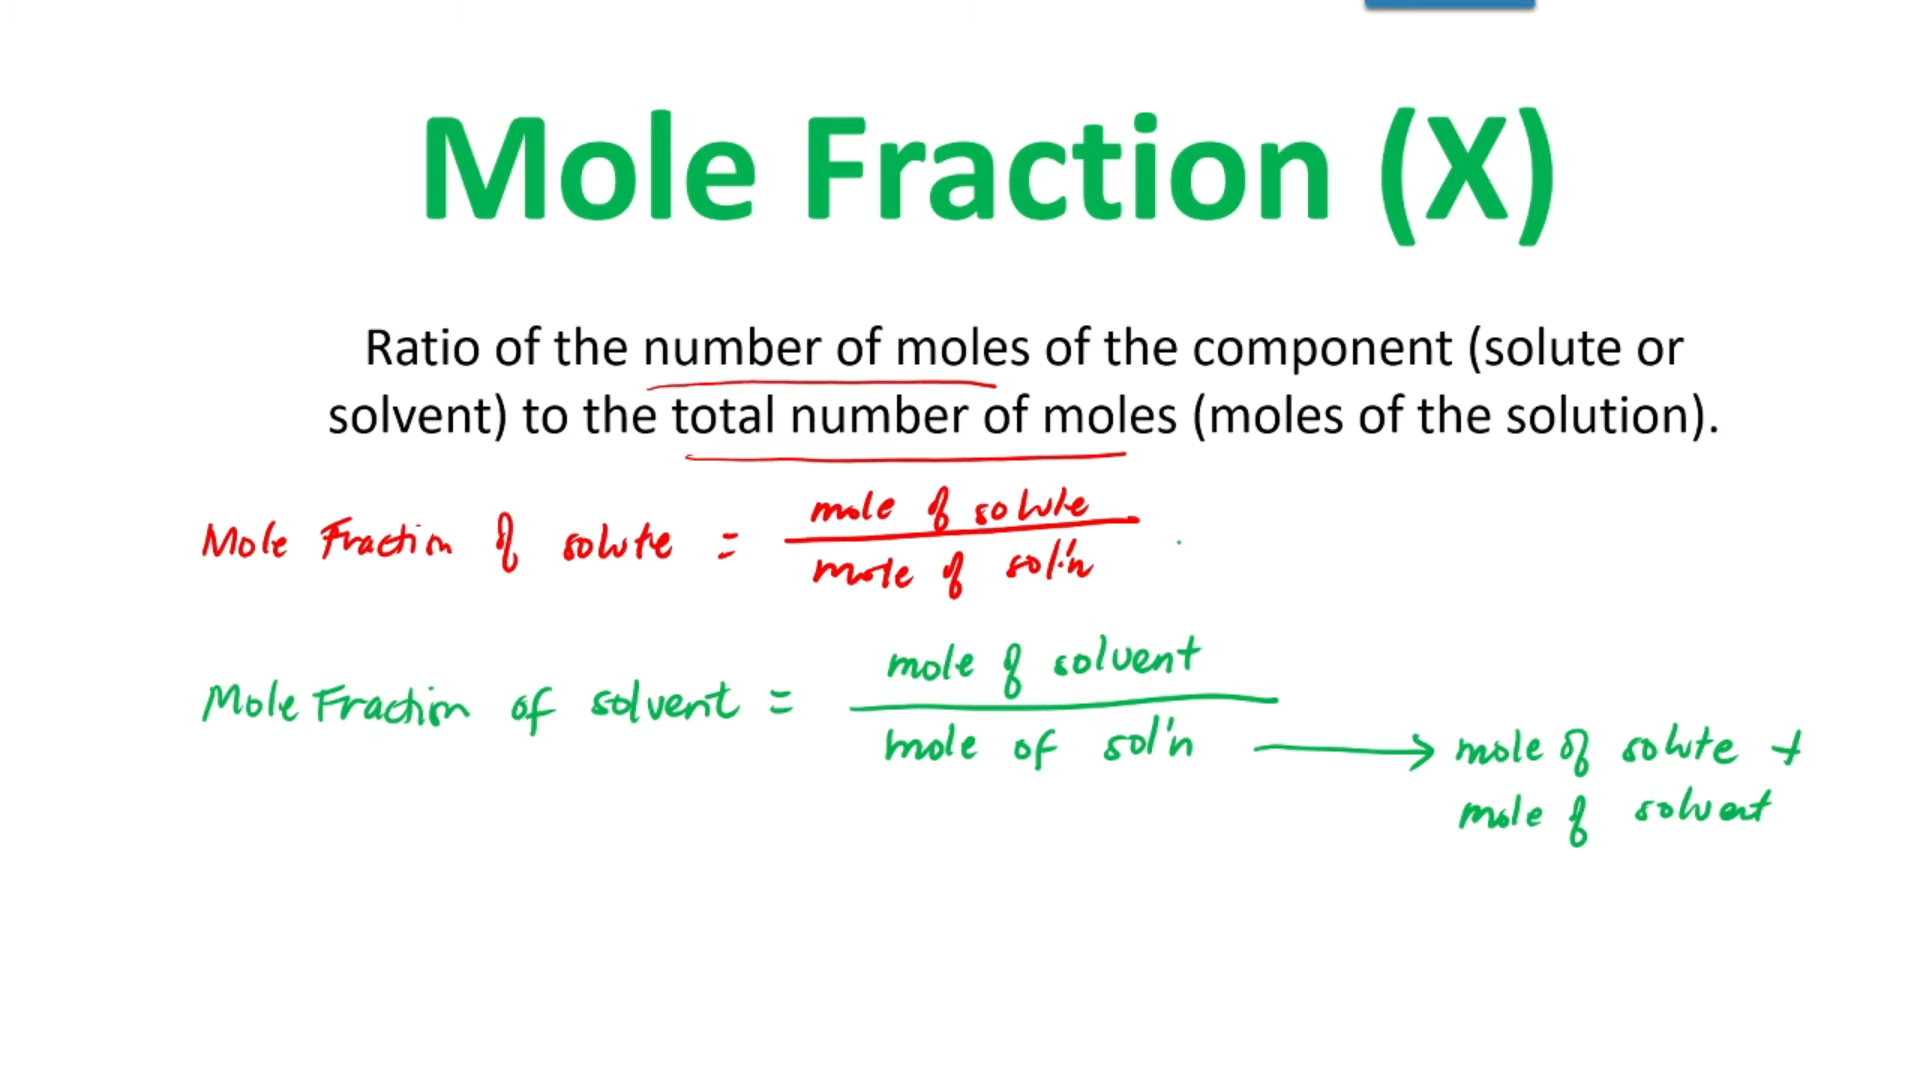 Mole Fraction (X)
Ratio of the number of moles of the component (solute or
solvent) to the total number of moles (moles of the solution).
Mole Fraction of solute = mole of solute
mole of sol'n
Mole Fraction of solvent = mole of solvent
mole of sol'n → mole of solute +
mole of solvent